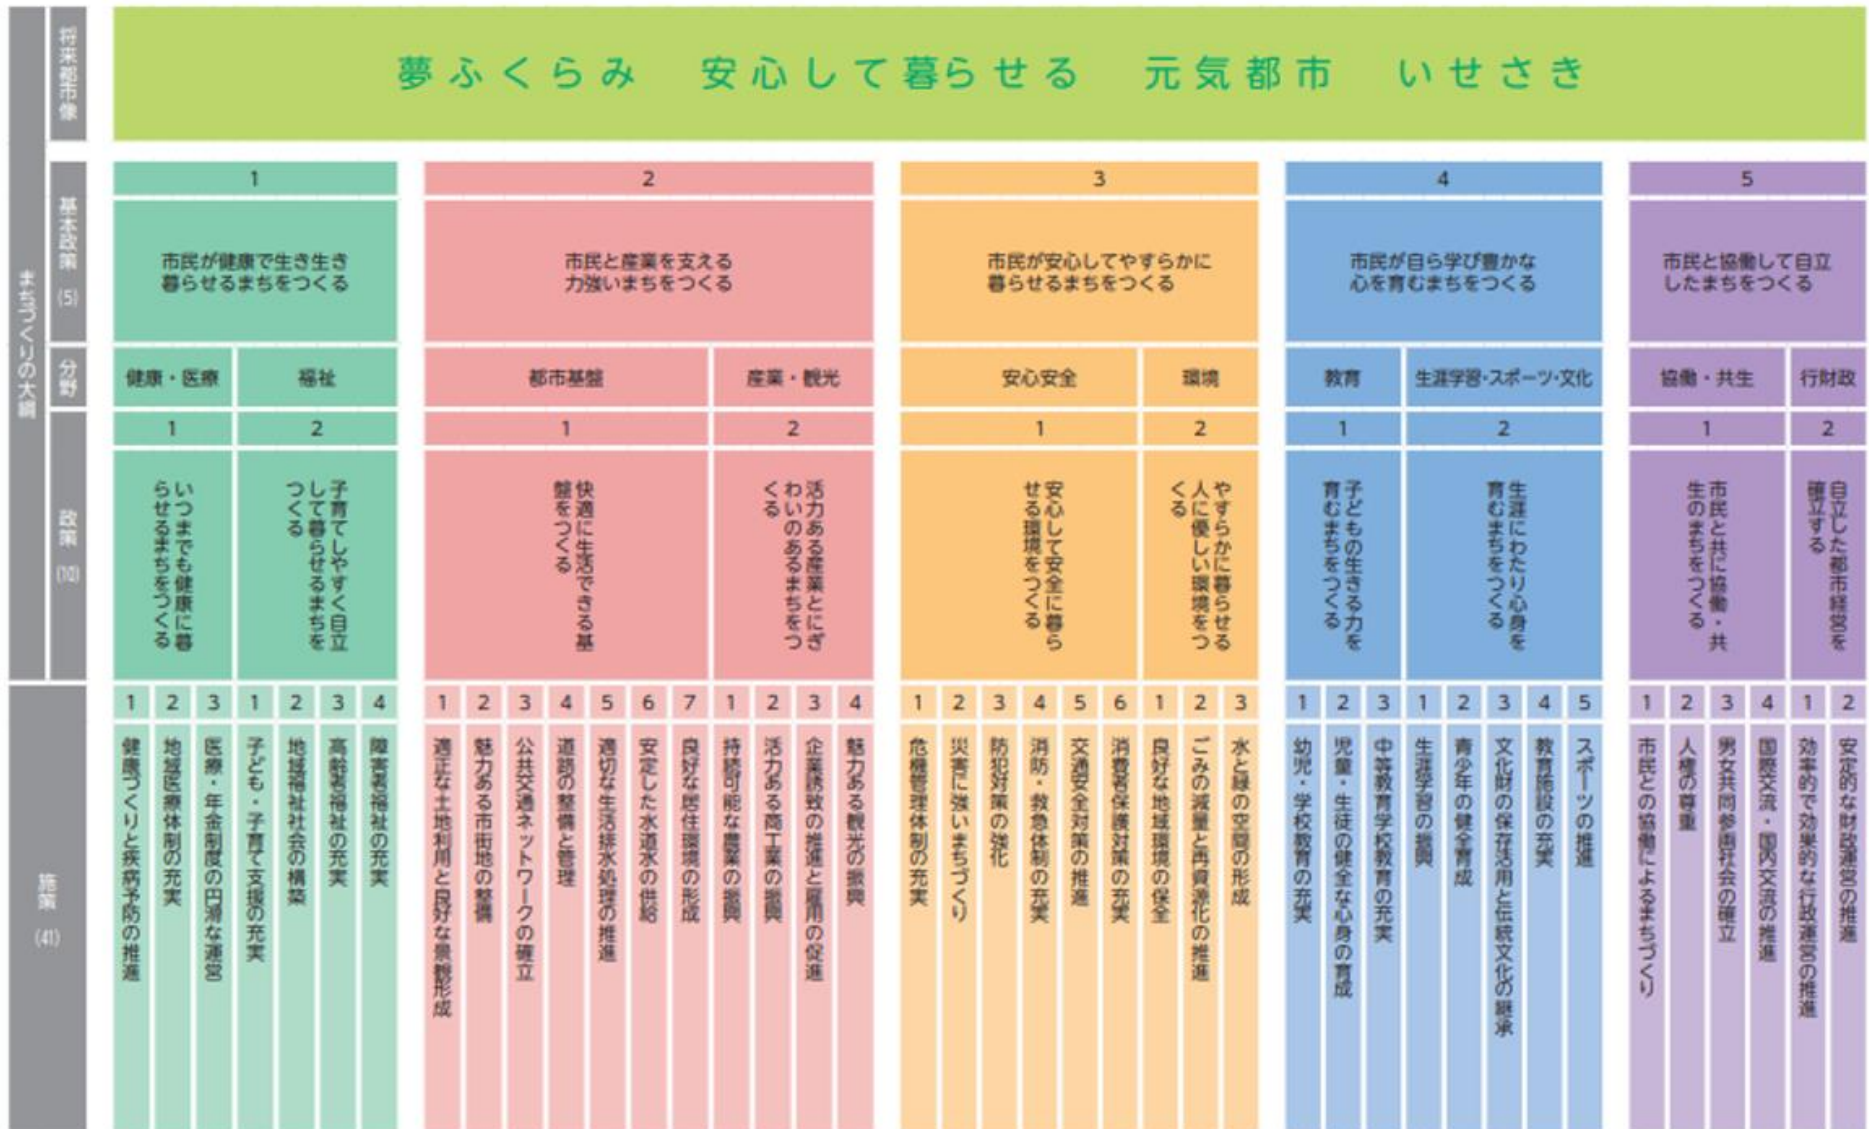 まちづくりの大綱
将来都市像
夢ふくらみ 安心して暮らせる 元気都市 いせさき
基本政策 (5)
1
市民が健康で生き生き
暮らせるまちをつくる
2
市民と産業を支える
力強いまちをつくる
3
市民が安心してやすらかに
暮らせるまちをつくる
4
市民が自ら学び豊かな
心を育むまちをつくる
5
市民と協働して自立
したまちをつくる
分野
健康・医療
福祉
都市基盤
産業・観光
安心安全
環境
教育
生涯学習・スポーツ・文化
協働・共生
行財政
政策 (10)
1
いつまでも健康に暮
らせるまちをつくる
2
子育てしやすく自立
して暮らせるまちを
つくる
1
快適に生活できる基
盤をつくる
2
活力ある産業とにぎ
わいのあるまちをつ
くる
1
安心して安全に暮ら
せる環境をつくる
2
やすらかに暮らせる
人に優しい環境をつ
くる
1
子どもの生きる力を
育むまちをつくる
2
生涯にわたり心身を
育むまちをつくる
1
市民と共に協働・共
生のまちをつくる
2
自立した都市経営を
確立する
施策 (41)
1
健康づくりと疾病予防の推進
2
地域医療体制の充実
3
医療・年金制度の円滑な運営
1
子ども・子育て支援の充実
2
地域福祉社会の構築
3
高齢者福祉の充実
4
障害者福祉の充実
1
適正な土地利用と良好な景観形成
2
魅力ある市街地の整備
3
公共交通ネットワークの確立
4
道路の整備と管理
5
適切な生活排水処理の推進
6
安定した水道水の供給
7
良好な居住環境の形成
1
持続可能な農業の振興
2
活力ある商工業の振興
3
企業誘致の推進と雇用の促進
4
魅力ある観光の振興
1
危機管理体制の充実
2
災害に強いまちづくり
3
防犯対策の強化
4
消防・救急体制の充実
5
交通安全対策の推進
6
消費者保護対策の充実
1
良好な地域環境の保全
2
ごみの減量と再資源化の推進
3
水と緑の空間の形成
1
幼児・学校教育の充実
2
児童・生徒の健全な心身の育成
3
中等教育学校教育の充実
1
生涯学習の振興
2
青少年の健全育成
3
文化財の保存活用と伝統文化の継承
4
教育施設の充実
5
スポーツの推進
1
市民との協働によるまちづくり
2
人権の尊重
3
男女共同参画社会の確立
4
国際交流・国内交流の推進
1
効率的で効果的な行政運営の推進
2
安定的な財政運営の推進